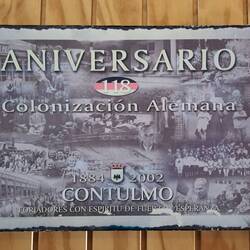 ANIVERSARIO
118
Colonización Alemana
1884 2002
CONTULMO
FORJADORES CON ESPIRITU DE FUERZA Y ESPERANZA